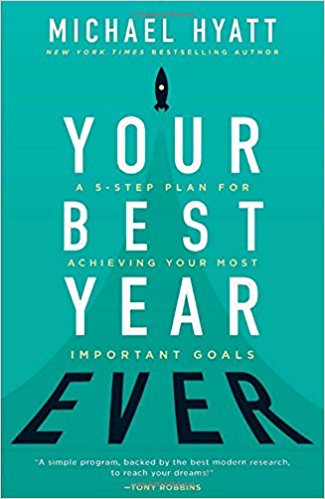 MICHAEL HYATT
NEW YORK TIMES BESTSELLING AUTHOR
YOUR
A 5-STEP PLAN FOR
BEST
ACHIEVING YOUR MOST
YEAR
IMPORTANT GOALS
EVER
"A simple program, backed by the best modern research,
to reach your dreams!"
—TONY ROBBINS